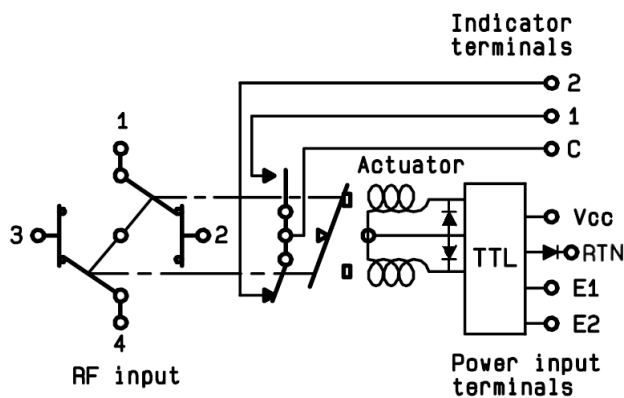 Indicator
terminals
2
1
C
1
Actuator
3
2
TTL
Vcc
RTN
E1
E2
4
RF input
Power input
terminals